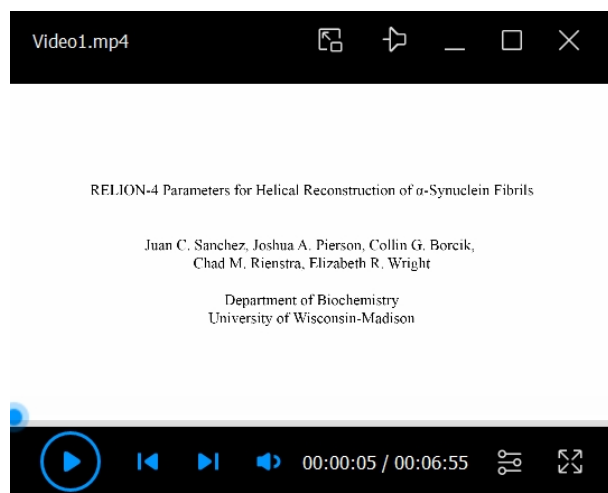 Video1.mp4
RELION-4 Parameters for Helical Reconstruction of α-Synuclein Fibrils
Juan C. Sanchez, Joshua A. Pierson, Collin G. Borcik,
Chad M. Rienstra, Elizabeth R. Wright
Department of Biochemistry
University of Wisconsin-Madison
00:00:05 / 00:06:55